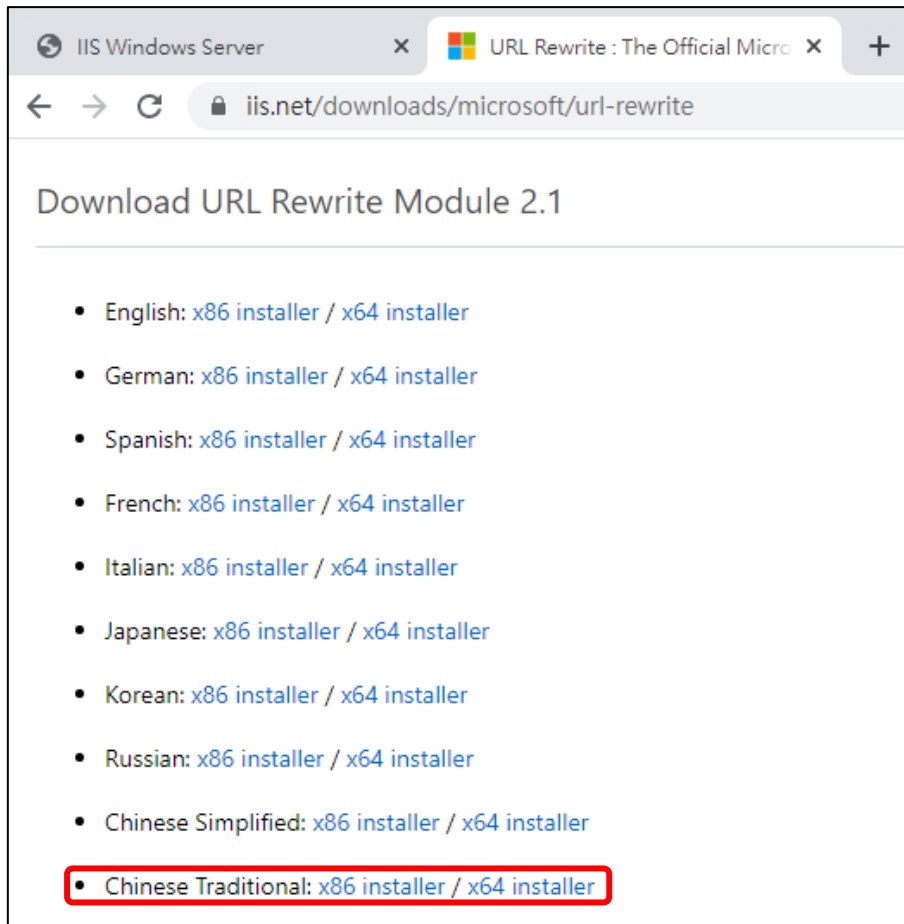 IIS Windows Server
URL Rewrite : The Official Micro
iis.net/downloads/microsoft/url-rewrite
Download URL Rewrite Module 2.1
English: x86 installer / x64 installer
German: x86 installer / x64 installer
Spanish: x86 installer / x64 installer
French: x86 installer / x64 installer
Italian: x86 installer / x64 installer
Japanese: x86 installer / x64 installer
Korean: x86 installer / x64 installer
Russian: x86 installer / x64 installer
Chinese Simplified: x86 installer / x64 installer
Chinese Traditional: x86 installer / x64 installer